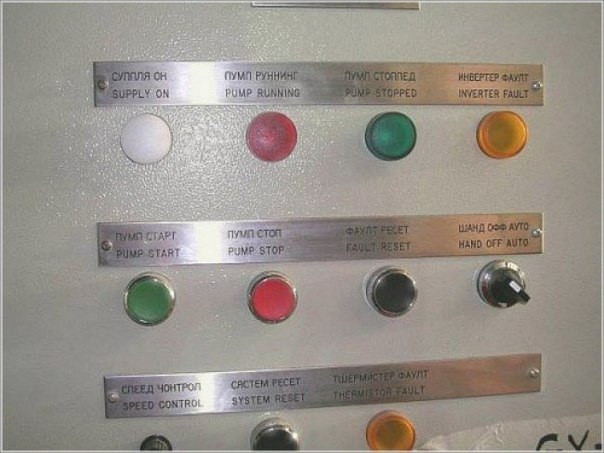 СУППЛЯ ОН ПУМП РУННИНГ ПУМП СТОППЕД ИНВЕРТЕР ФАУЛТ
SUPPLY ON PUMP RUNNING PUMP STOPPED INVERTER FAULT
ПУМП СТАРТ ПУМП СТОП ФАУЛТ РЕСЕТ ШАНД ОФФ АУТО
PUMP START PUMP STOP FAULT RESET HAND OFF AUTO
СПЕЕД ЧОНТРОЛ СЯСТЕМ РЕСЕТ ТШЕРМИСТЕР ФАУЛТ
SPEED CONTROL SYSTEM RESET THERMISTOR FAULT